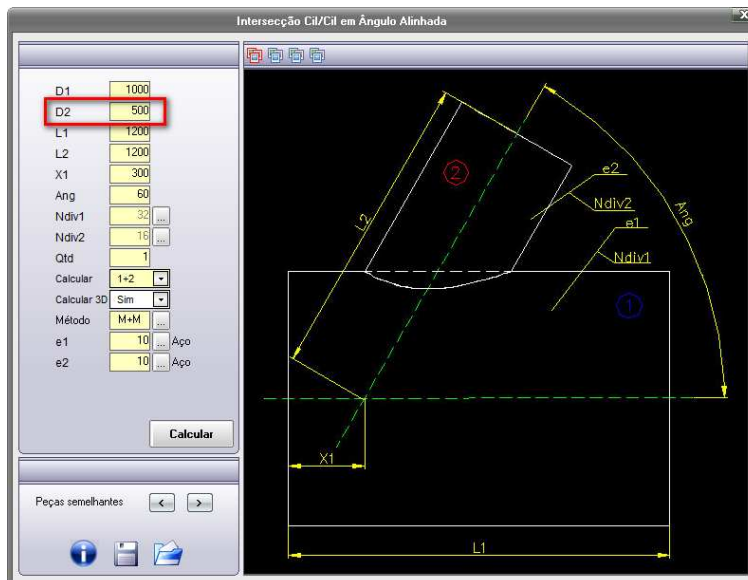 Intersecção Cil/Cil em Ângulo Alinhada
D1 1000
D2 500
L1 1200
L2 1200
X1 300
Ang 60
Ndiv1 32 ...
Ndiv2 16 ...
Qtd 1
Calcular 1+2
Calcular 3D Sim
Método M+M ...
e1 10 ... Aço
e2 10 ... Aço
Calcular
Peças semelhantes < >
2
e2
Ndiv2
e1
Ndiv1
Ang
L2
1
X1
L1